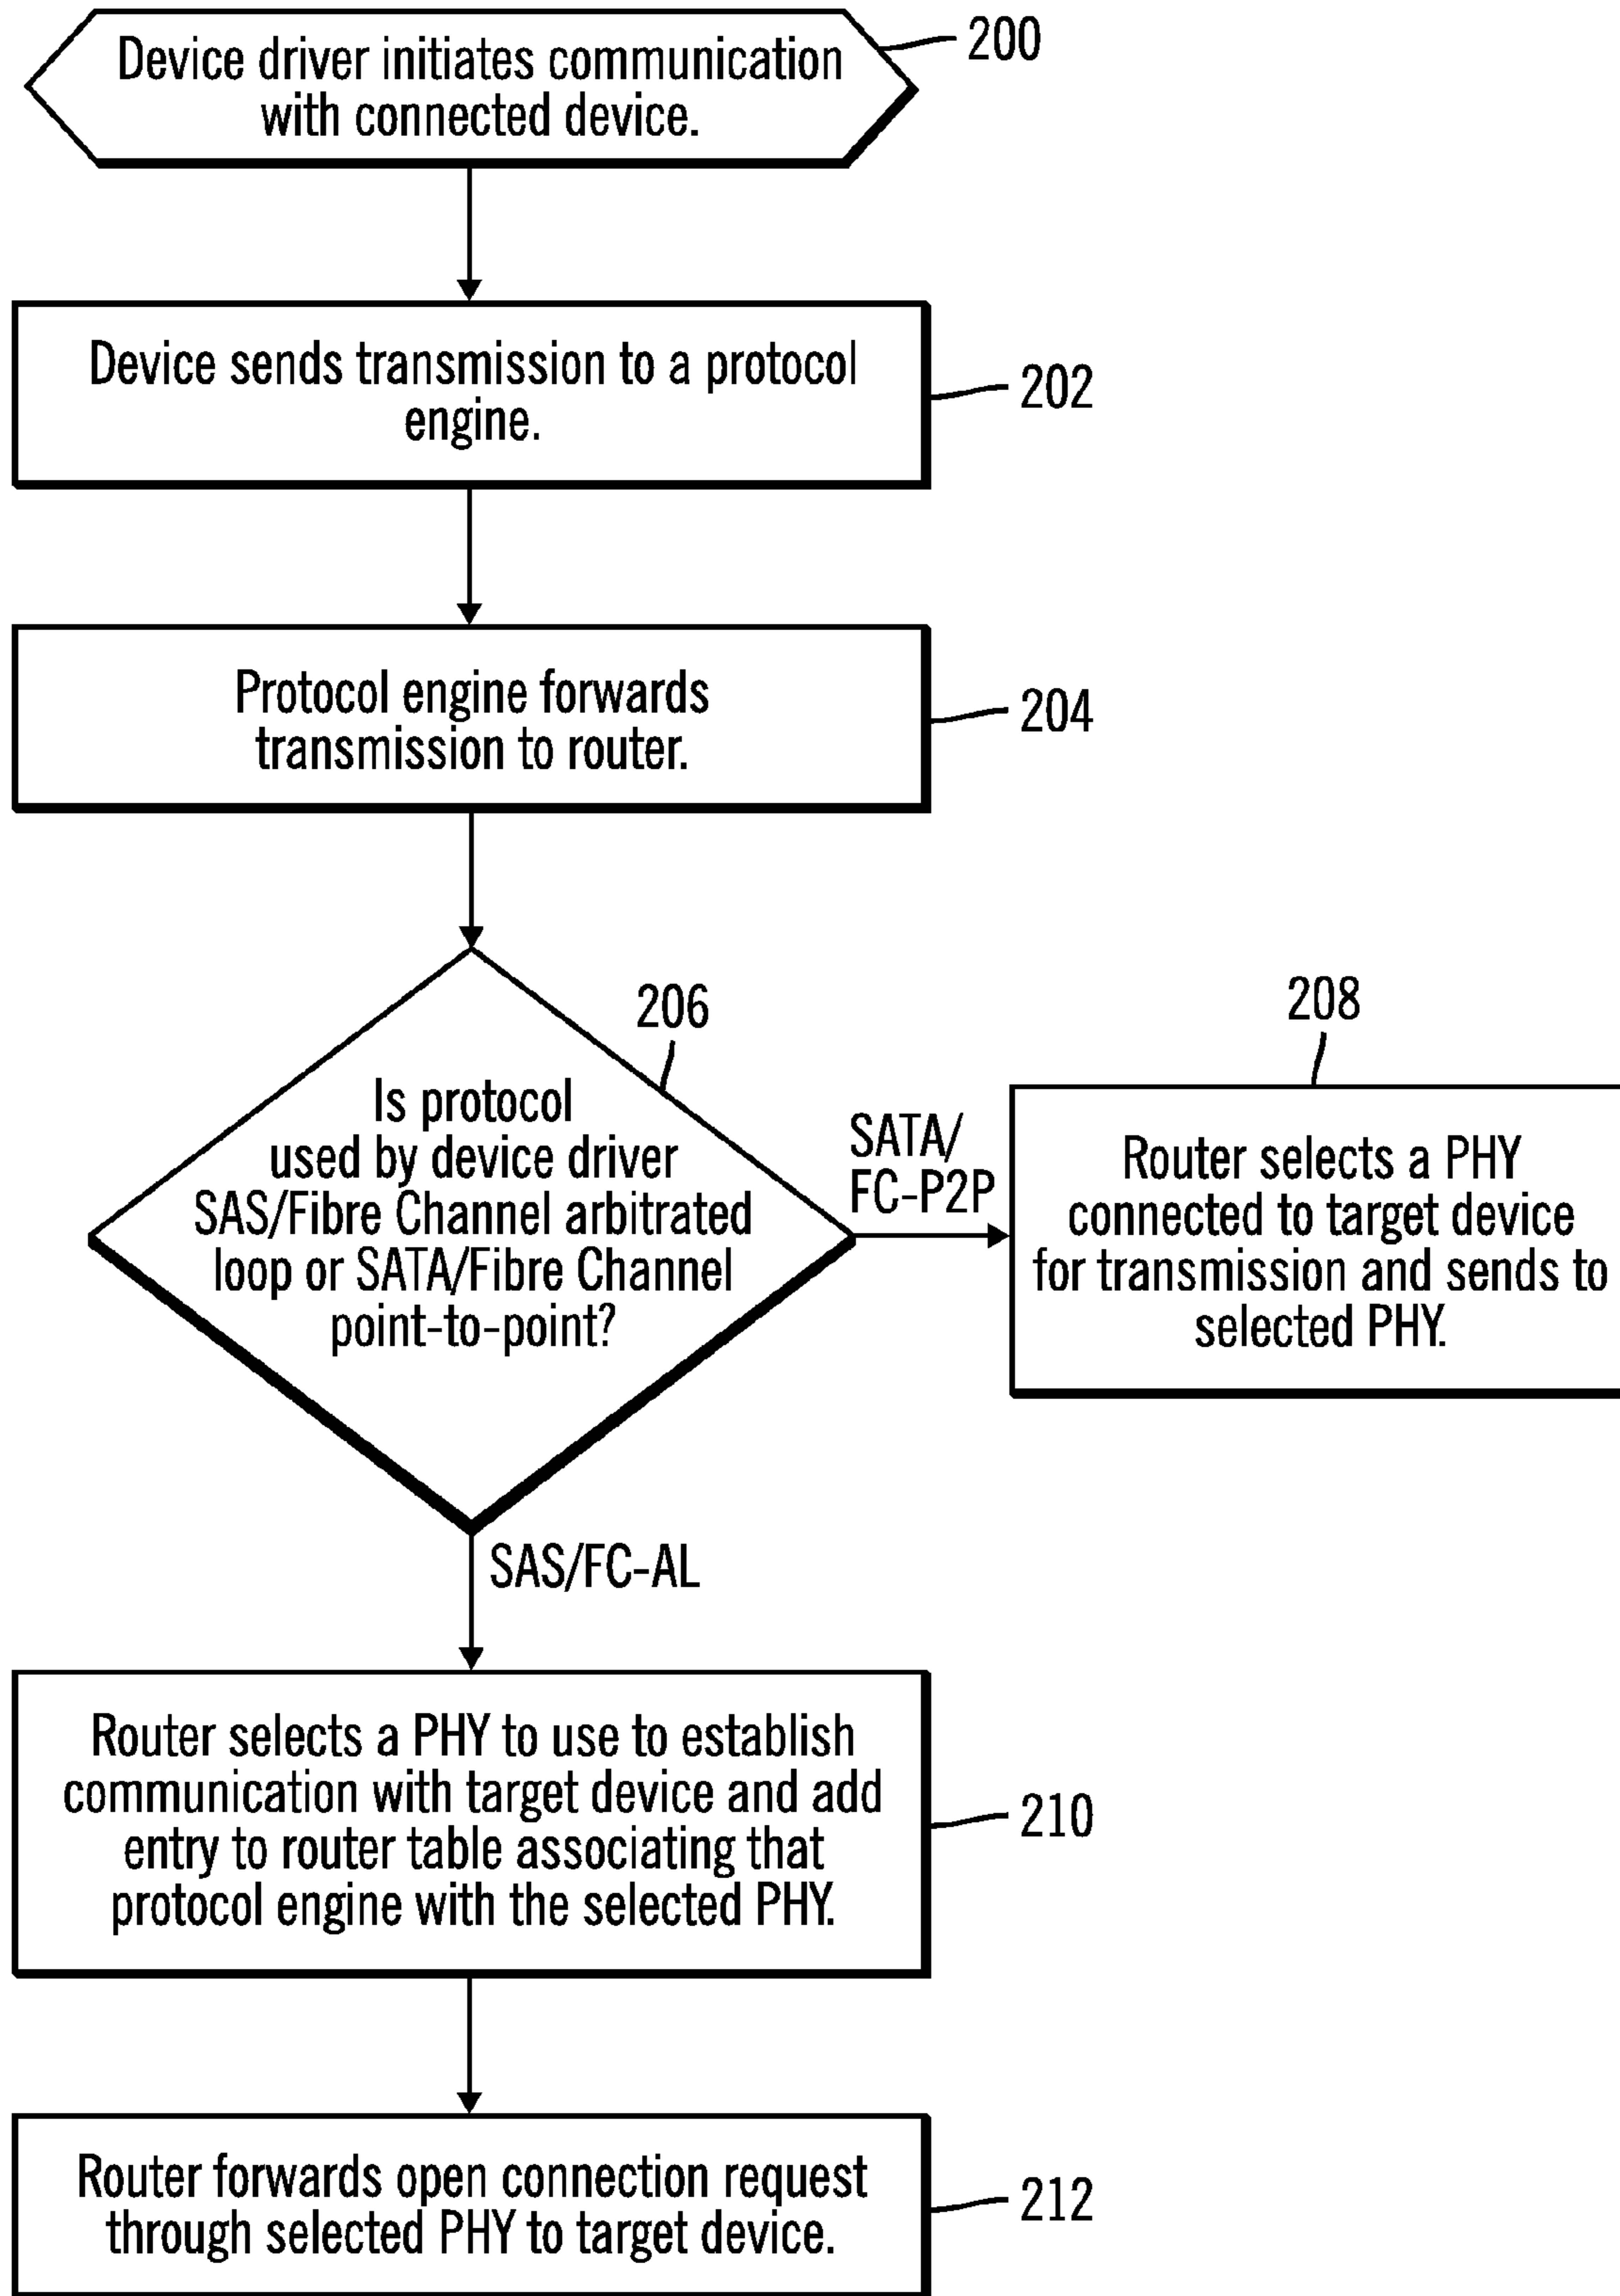 Device driver initiates communication
with connected device.
200
Device sends transmission to a protocol
engine.
202
Protocol engine forwards
transmission to router.
204
206
Is protocol
used by device driver
SAS/Fibre Channel arbitrated
loop or SATA/Fibre Channel
point-to-point?
SATA/
FC-P2P
208
Router selects a PHY
connected to target device
for transmission and sends to
selected PHY.
SAS/FC-AL
Router selects a PHY to use to establish
communication with target device and add
entry to router table associating that
protocol engine with the selected PHY.
210
Router forwards open connection request
through selected PHY to target device.
212